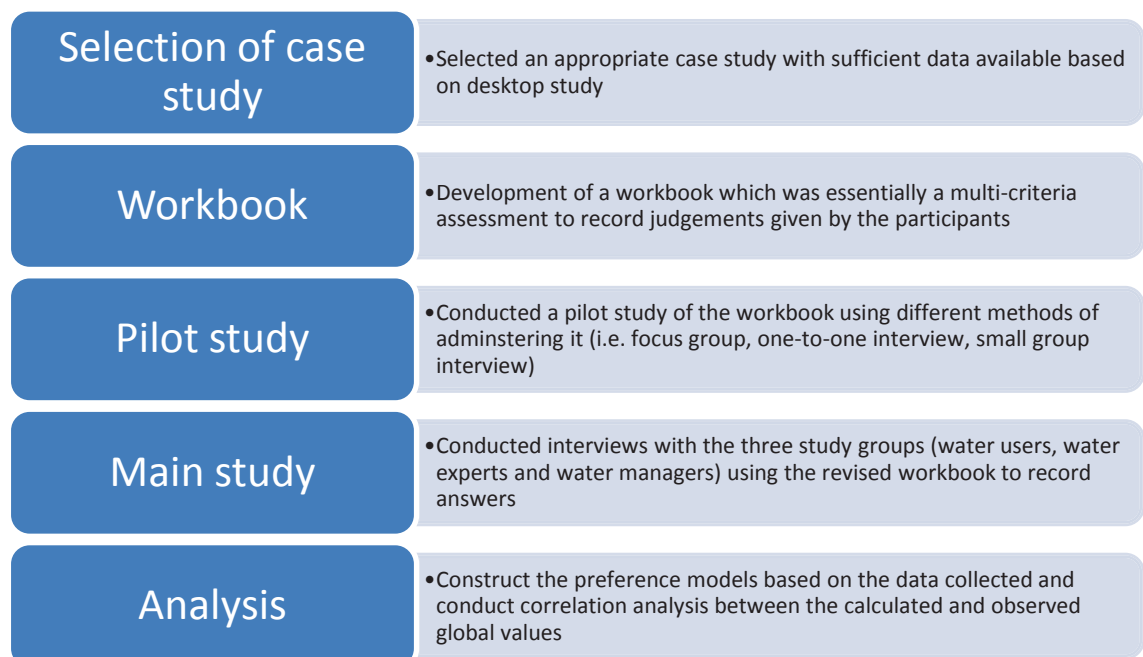 Selection of case
study
•Selected an appropriate case study with sufficient data available based
on desktop study
Workbook
•Development of a workbook which was essentially a multi-criteria
assessment to record judgements given by the participants
Pilot study
•Conducted a pilot study of the workbook using different methods of
adminstering it (i.e. focus group, one-to-one interview, small group
interview)
Main study
•Conducted interviews with the three study groups (water users, water
experts and water managers) using the revised workbook to record
answers
Analysis
•Construct the preference models based on the data collected and
conduct correlation analysis between the calculated and observed
global values